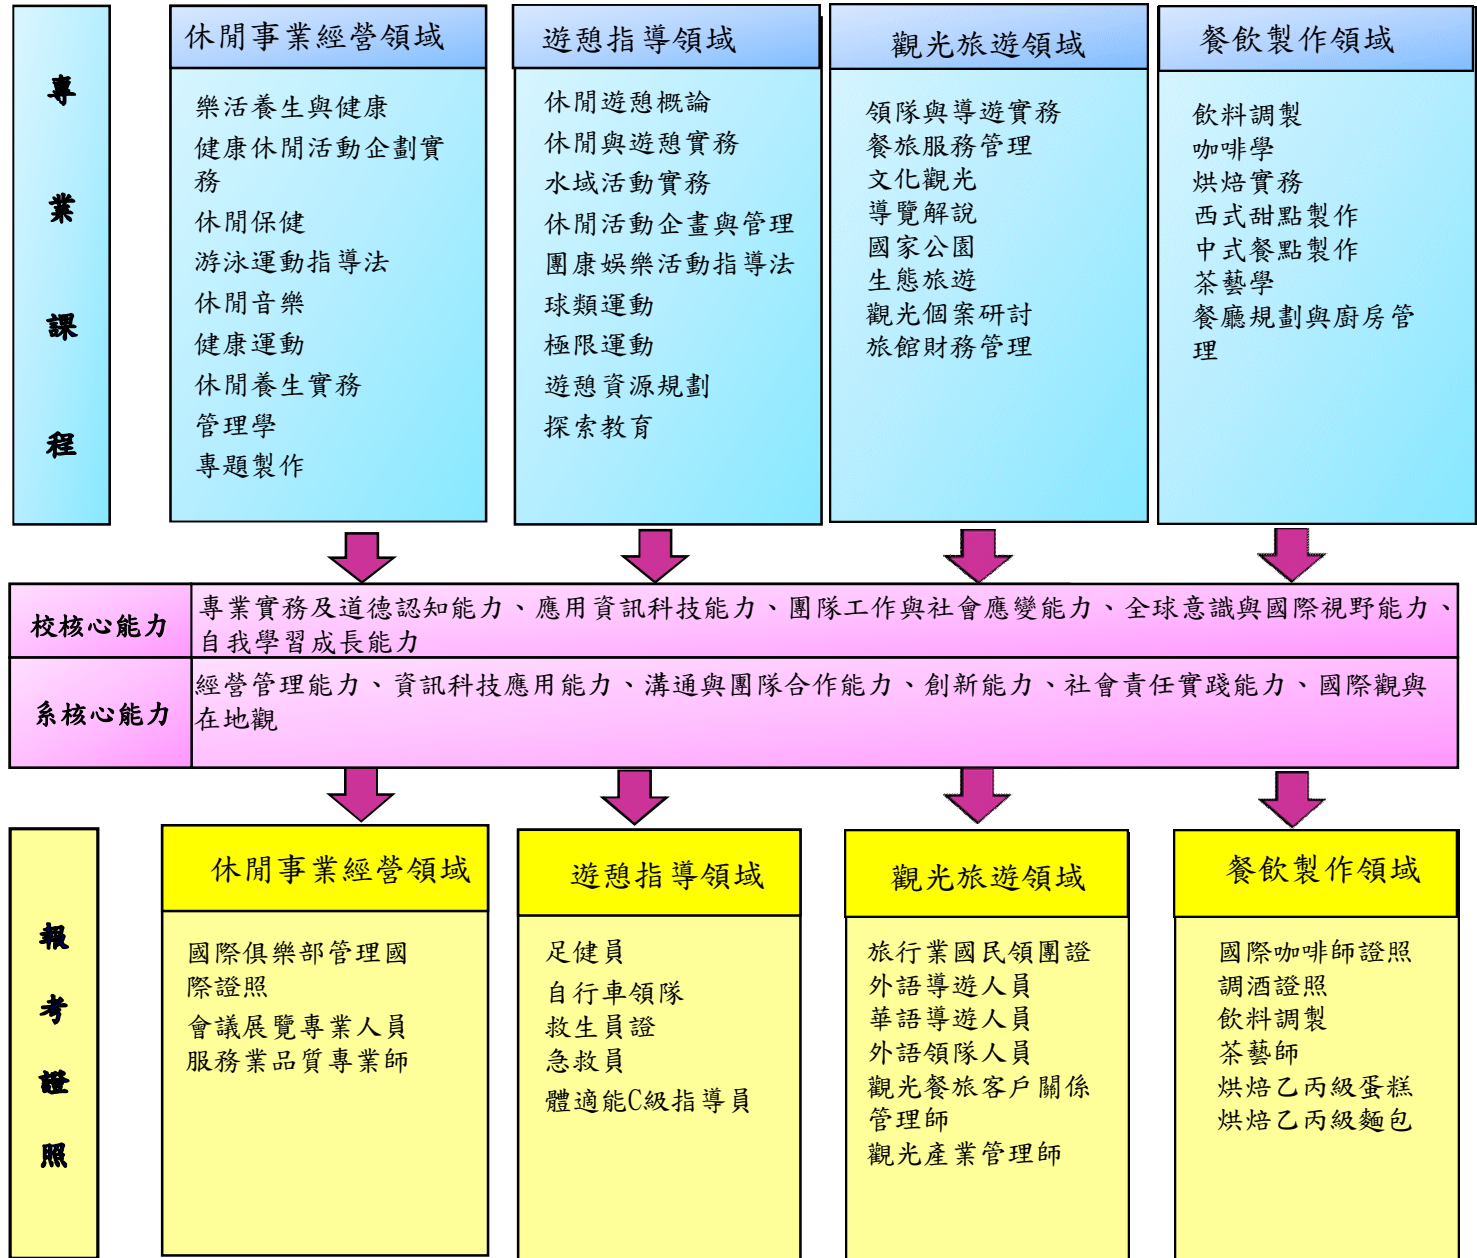 專業課程
休閒事業經營領域
樂活養生與健康
健康休閒活動企劃實
務
休閒保健
游泳運動指導法
休閒音樂
健康運動
休閒養生實務
管理學
專題製作
遊憩指導領域
休閒遊憩概論
休閒與遊憩實務
水域活動實務
休閒活動企畫與管理
團康娛樂活動指導法
球類運動
極限運動
遊憩資源規劃
探索教育
觀光旅遊領域
領隊與導遊實務
餐旅服務管理
文化觀光
導覽解說
國家公園
生態旅遊
觀光個案研討
旅館財務管理
餐飲製作領域
飲料調製
咖啡學
烘焙實務
西式甜點製作
中式餐點製作
茶藝學
餐廳規劃與廚房管
理
校核心能力
專業實務及道德認知能力、應用資訊科技能力、團隊工作與社會應變能力、全球意識與國際視野能力、
自我學習成長能力
系核心能力
經營管理能力、資訊科技應用能力、溝通與團隊合作能力、創新能力、社會責任實踐能力、國際觀與
在地觀
報考證照
休閒事業經營領域
國際俱樂部管理國
際證照
會議展覽專業人員
服務業品質專業師
遊憩指導領域
足健員
自行車領隊
救生員證
急救員
體適能C級指導員
觀光旅遊領域
旅行業國民領團證
外語導遊人員
華語導遊人員
外語領隊人員
觀光餐旅客戶關係
管理師
觀光產業管理師
餐飲製作領域
國際咖啡師證照
調酒證照
飲料調製
茶藝師
烘焙乙丙級蛋糕
烘焙乙丙級麵包